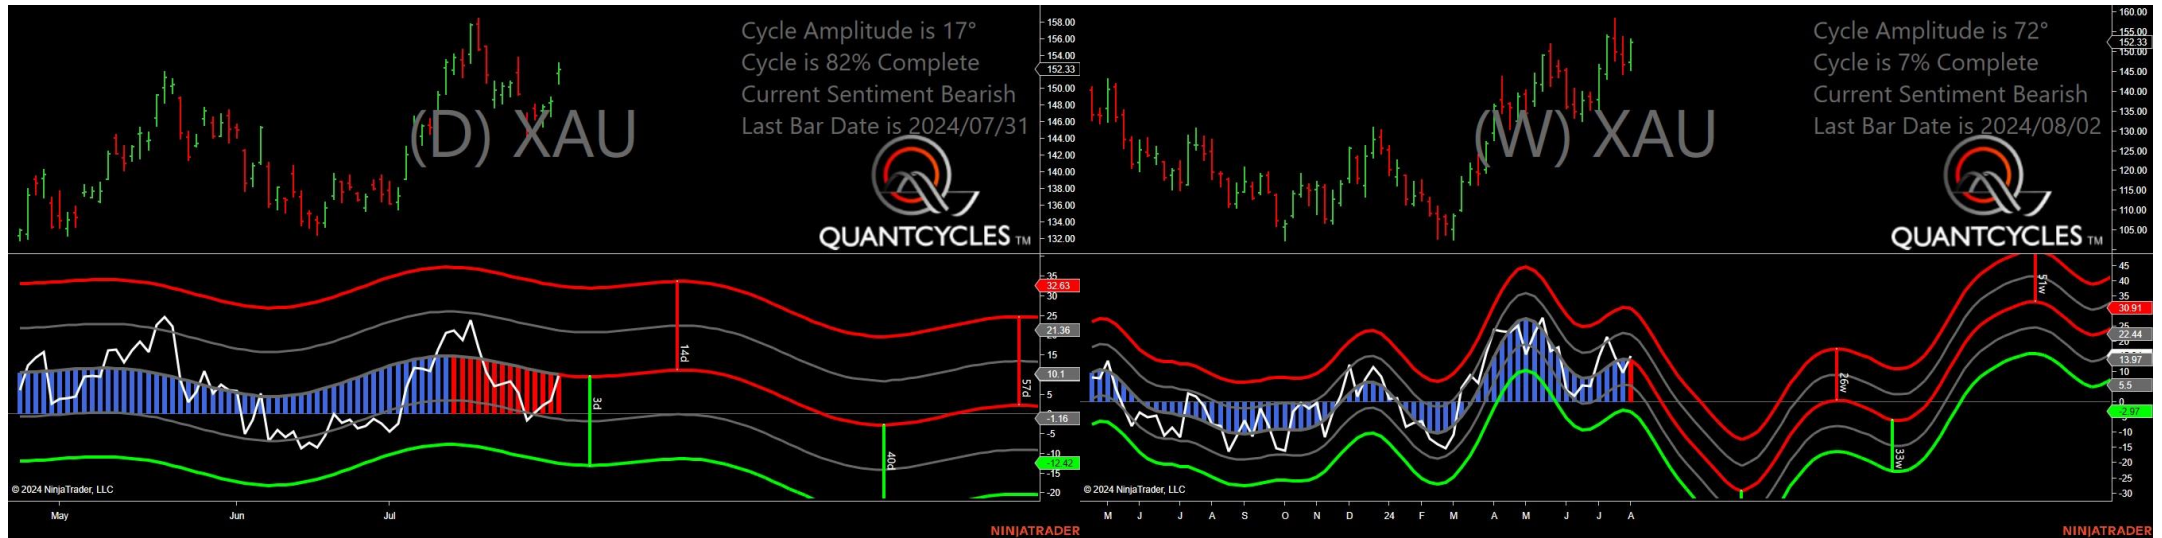 Cycle Amplitude is 17°
Cycle is 82% Complete
Current Sentiment Bearish
Last Bar Date is 2024/07/31
(D) XAU
QUANTCYCLES TM
158.00
156.00
154.00
152.33
150.00
148.00
146.00
144.00
142.00
140.00
138.00
136.00
134.00
132.00
35
32.63
30
25
21.36
15
10.1
5
-1.16
-5
-10
-12.42
-15
-20
14d
3d
40d
57d
© 2024 NinjaTrader, LLC
May Jun Jul
NINJATRADER
Cycle Amplitude is 72°
Cycle is 7% Complete
Current Sentiment Bearish
Last Bar Date is 2024/08/02
(W) XAU
QUANTCYCLES TM
160.00
155.00
152.33
150.00
145.00
140.00
135.00
130.00
125.00
120.00
115.00
110.00
105.00
45
35
30.91
25
22.44
20
13.97
10
5.5
0
-2.97
-10
-15
-20
-25
-30
51w
26w
33w
© 2024 NinjaTrader, LLC
M J J A S O N D 24 F M A M J J A
NINJATRADER